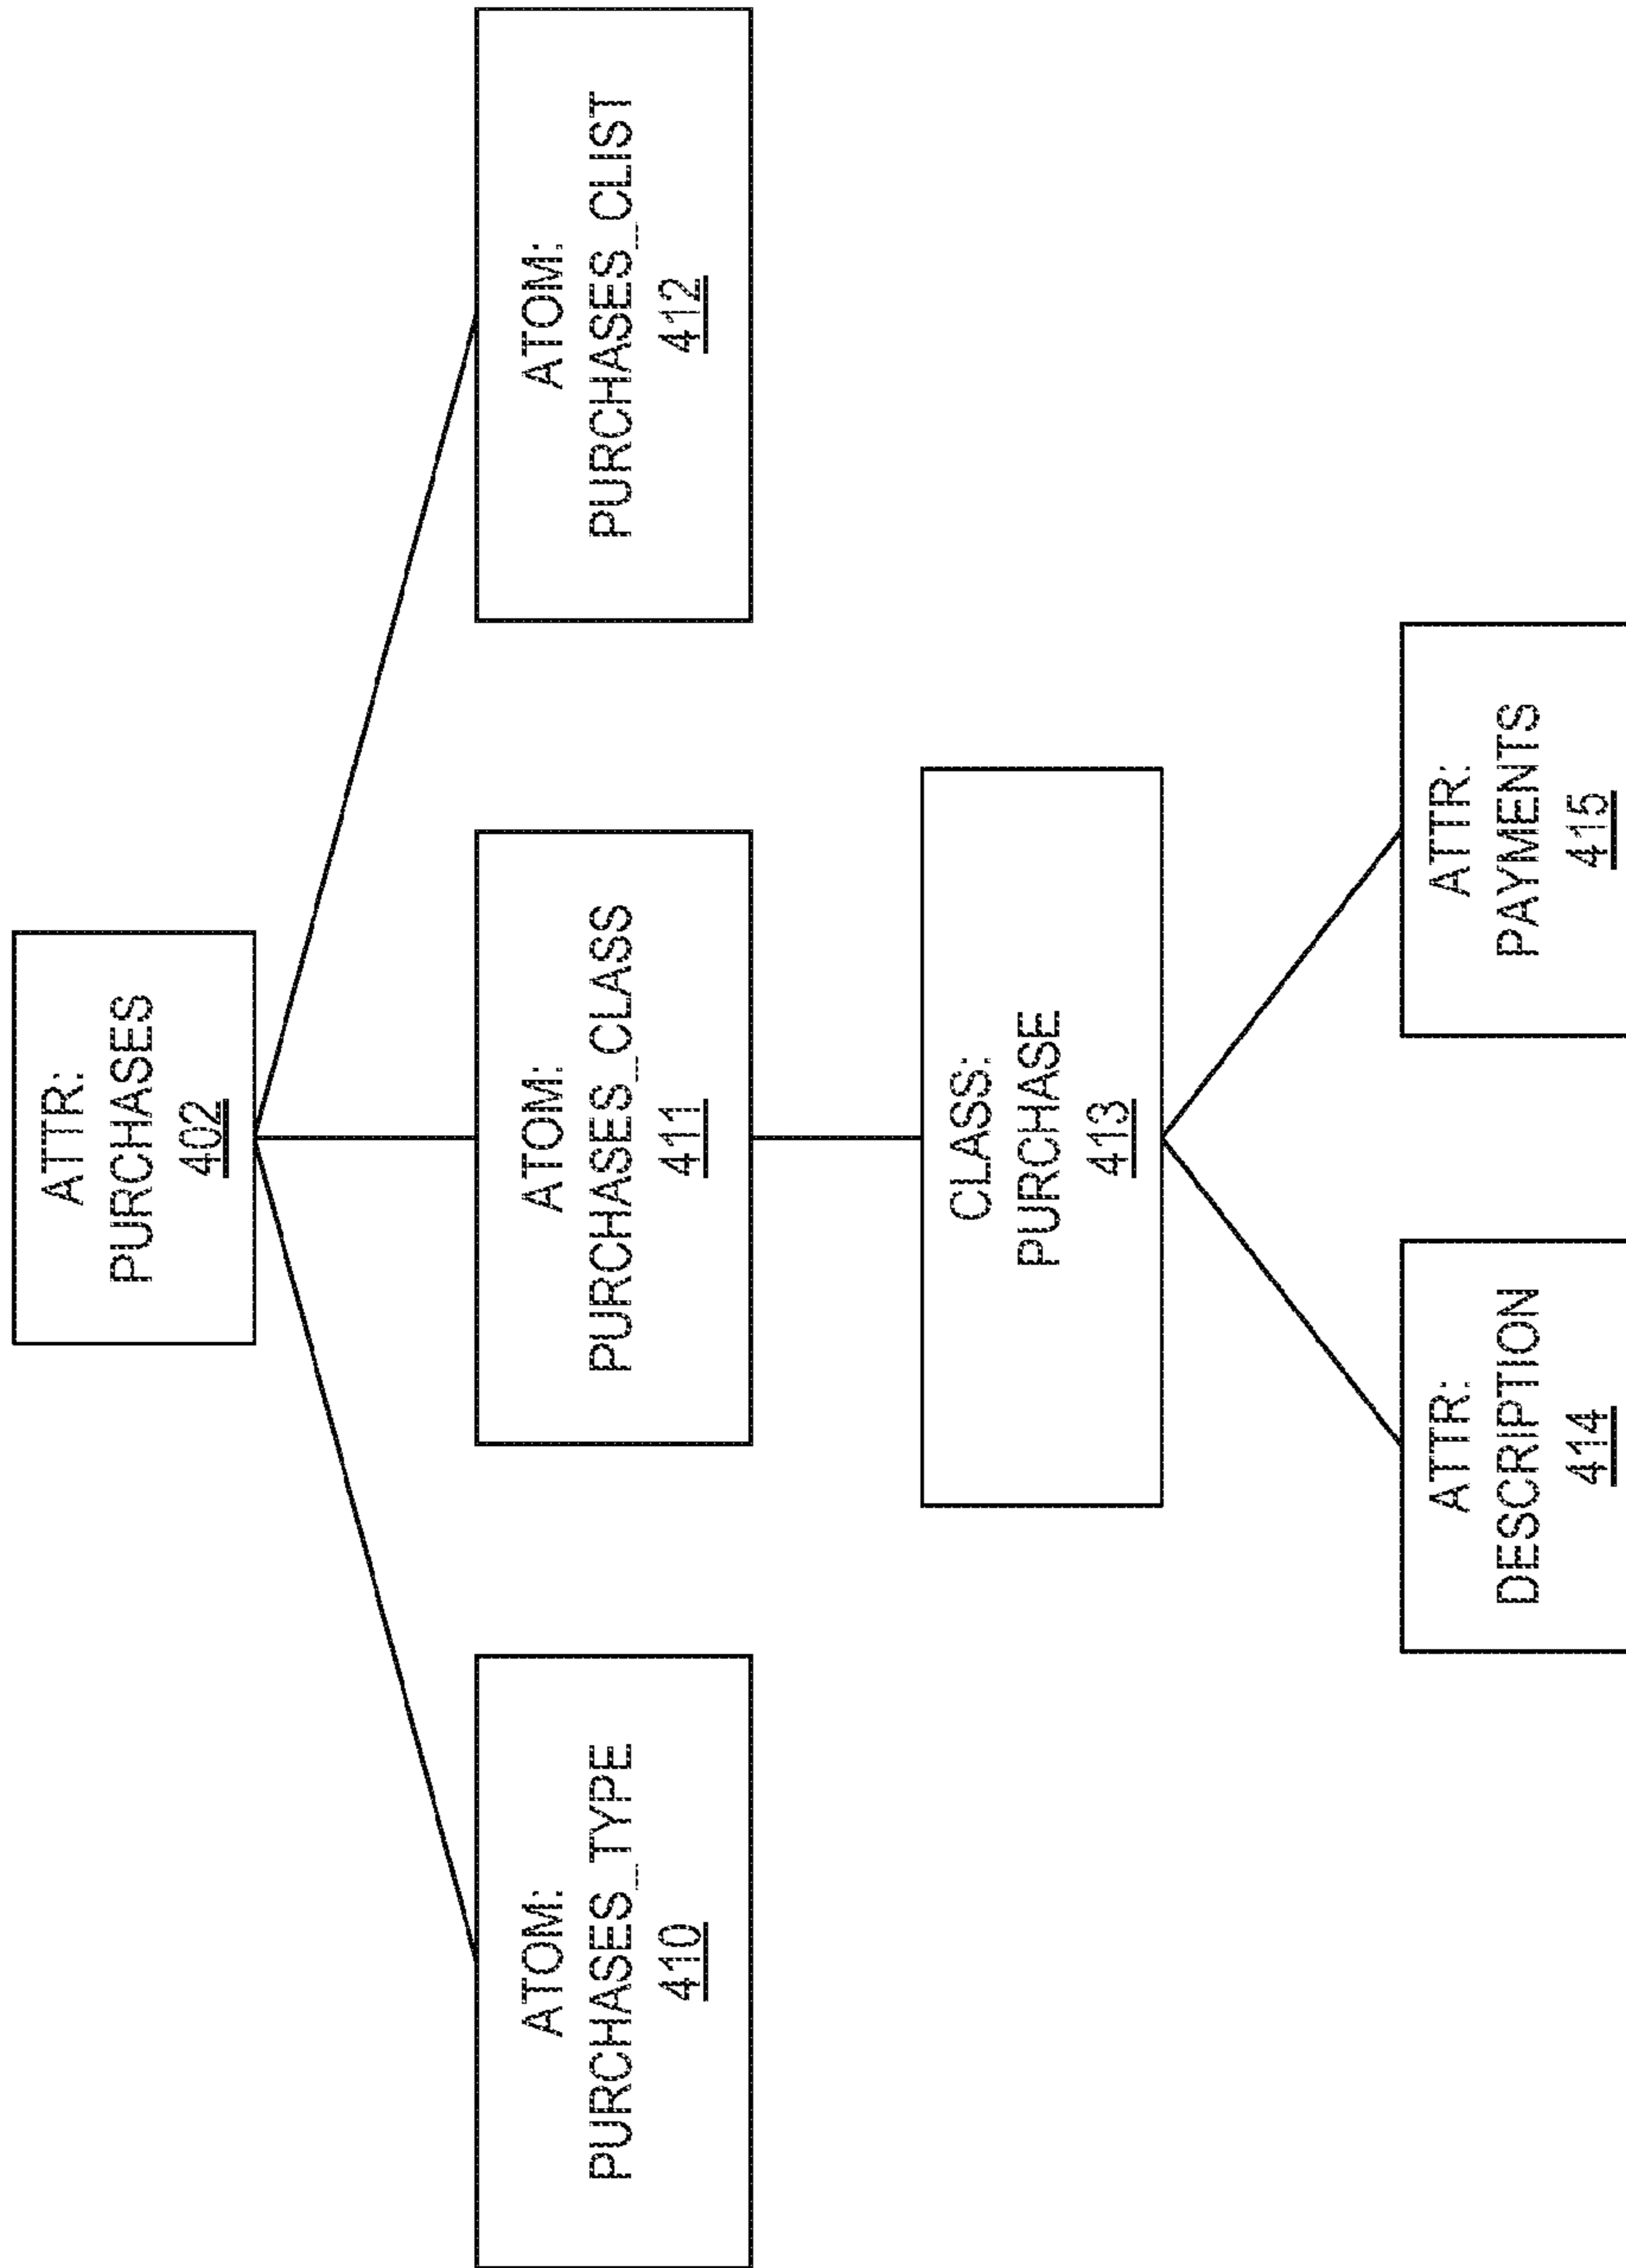 ATTR:
PURCHASES
402
ATOM:
PURCHASES_TYPE
410
ATOM:
PURCHASES_CLASS
411
ATOM:
PURCHASES_CLIST
412
CLASS:
PURCHASE
413
ATTR:
DESCRIPTION
414
ATTR:
PAYMENTS
415